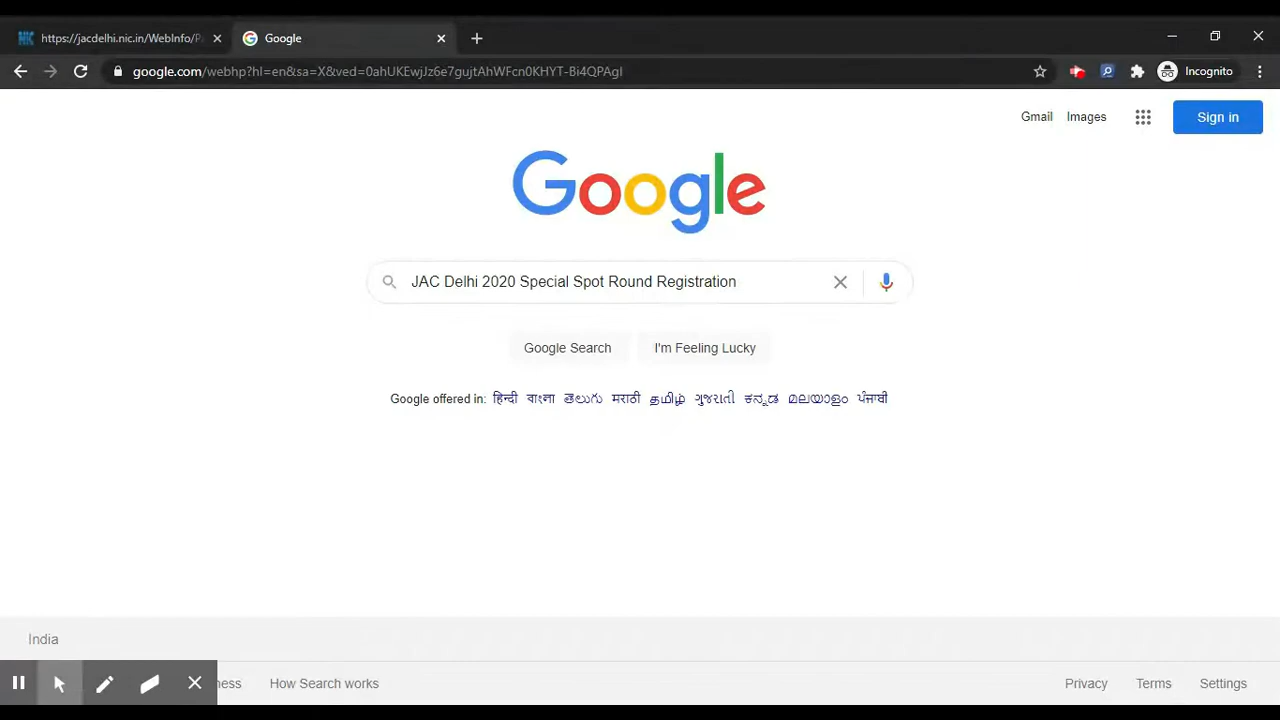 https://jacdelhi.nic.in/WebInfo/P
Google
google.com/webhp?hl=en&sa=X&ved=0ahUKEwjJz6e7gujtAhWFcn0KHYT-Bi4QPAgI
Incognito
Gmail Images Sign in
Google
JAC Delhi 2020 Special Spot Round Registration
Google Search I'm Feeling Lucky
Google offered in: हिन्दी বাংলা తెలుగు मराठी தமிழ் ગુજરાતી ಕನ್ನಡ മലയാളം ਪੰਜਾਬੀ
India
ness How Search works Privacy Terms Settings